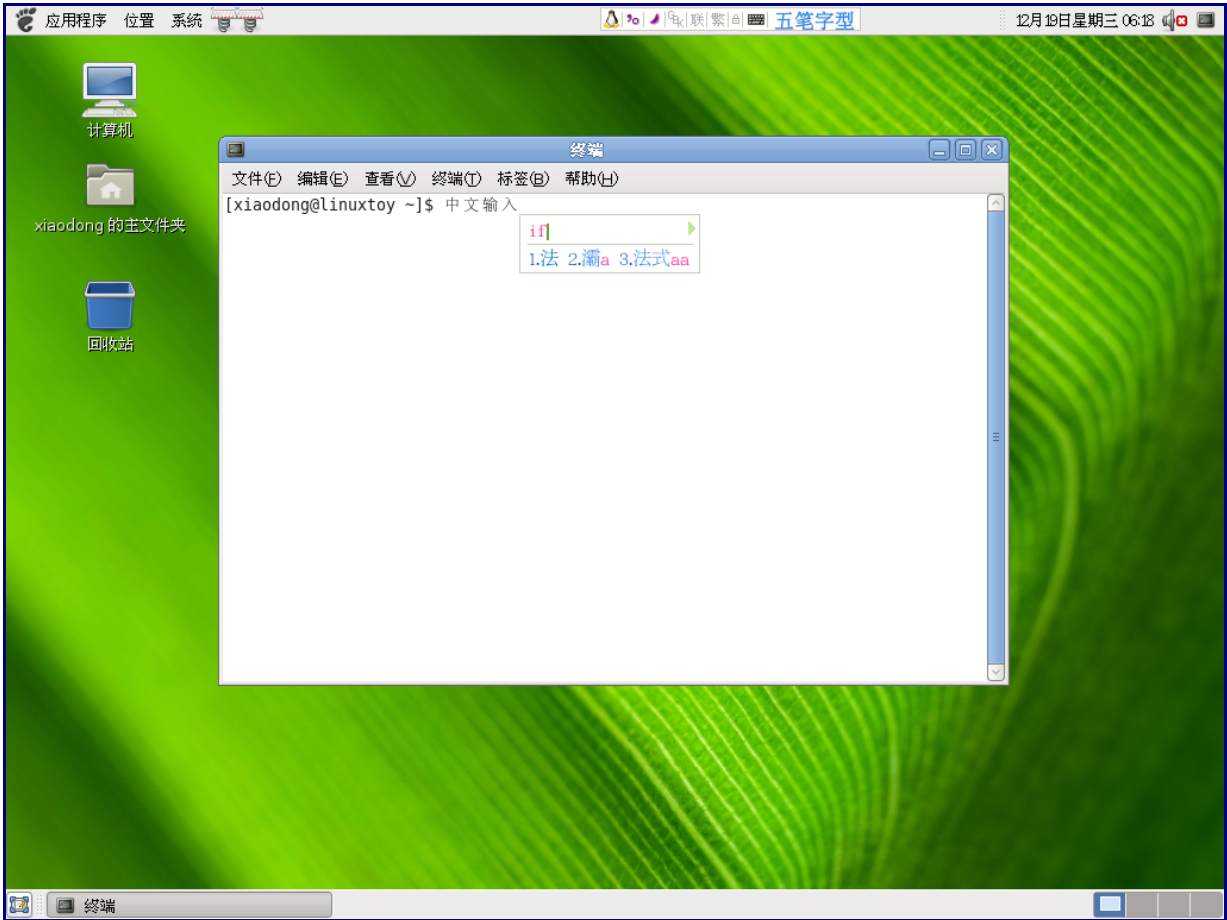 应用程序 位置 系统
五笔字型
12月19日星期三 06:18
计算机
xiaodong 的主文件夹
回收站
终端
文件(F) 编辑(E) 查看(V) 终端(T) 标签(B) 帮助(H)
[xiaodong@linuxtoy ~]$ 中文输入
if
1.法 2.灞a 3.法式aa
终端